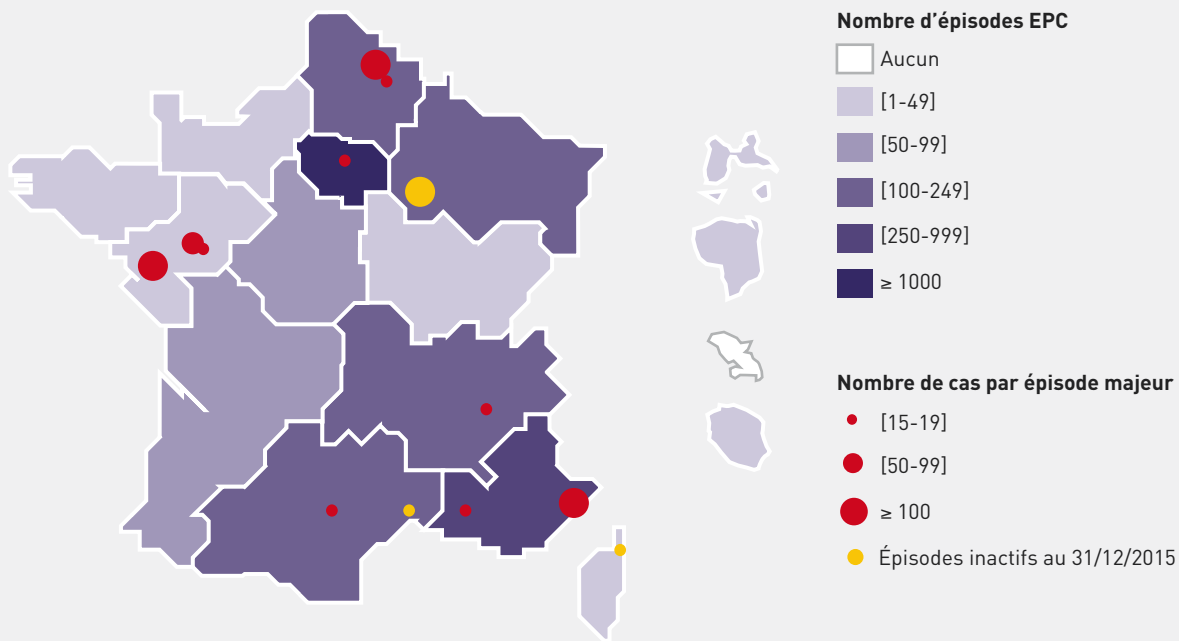 Nombre d’épisodes EPC
Aucun
[1-49]
[50-99]
[100-249]
[250-999]
≥ 1000
Nombre de cas par épisode majeur
[15-19]
[50-99]
≥ 100
Épisodes inactifs au 31/12/2015